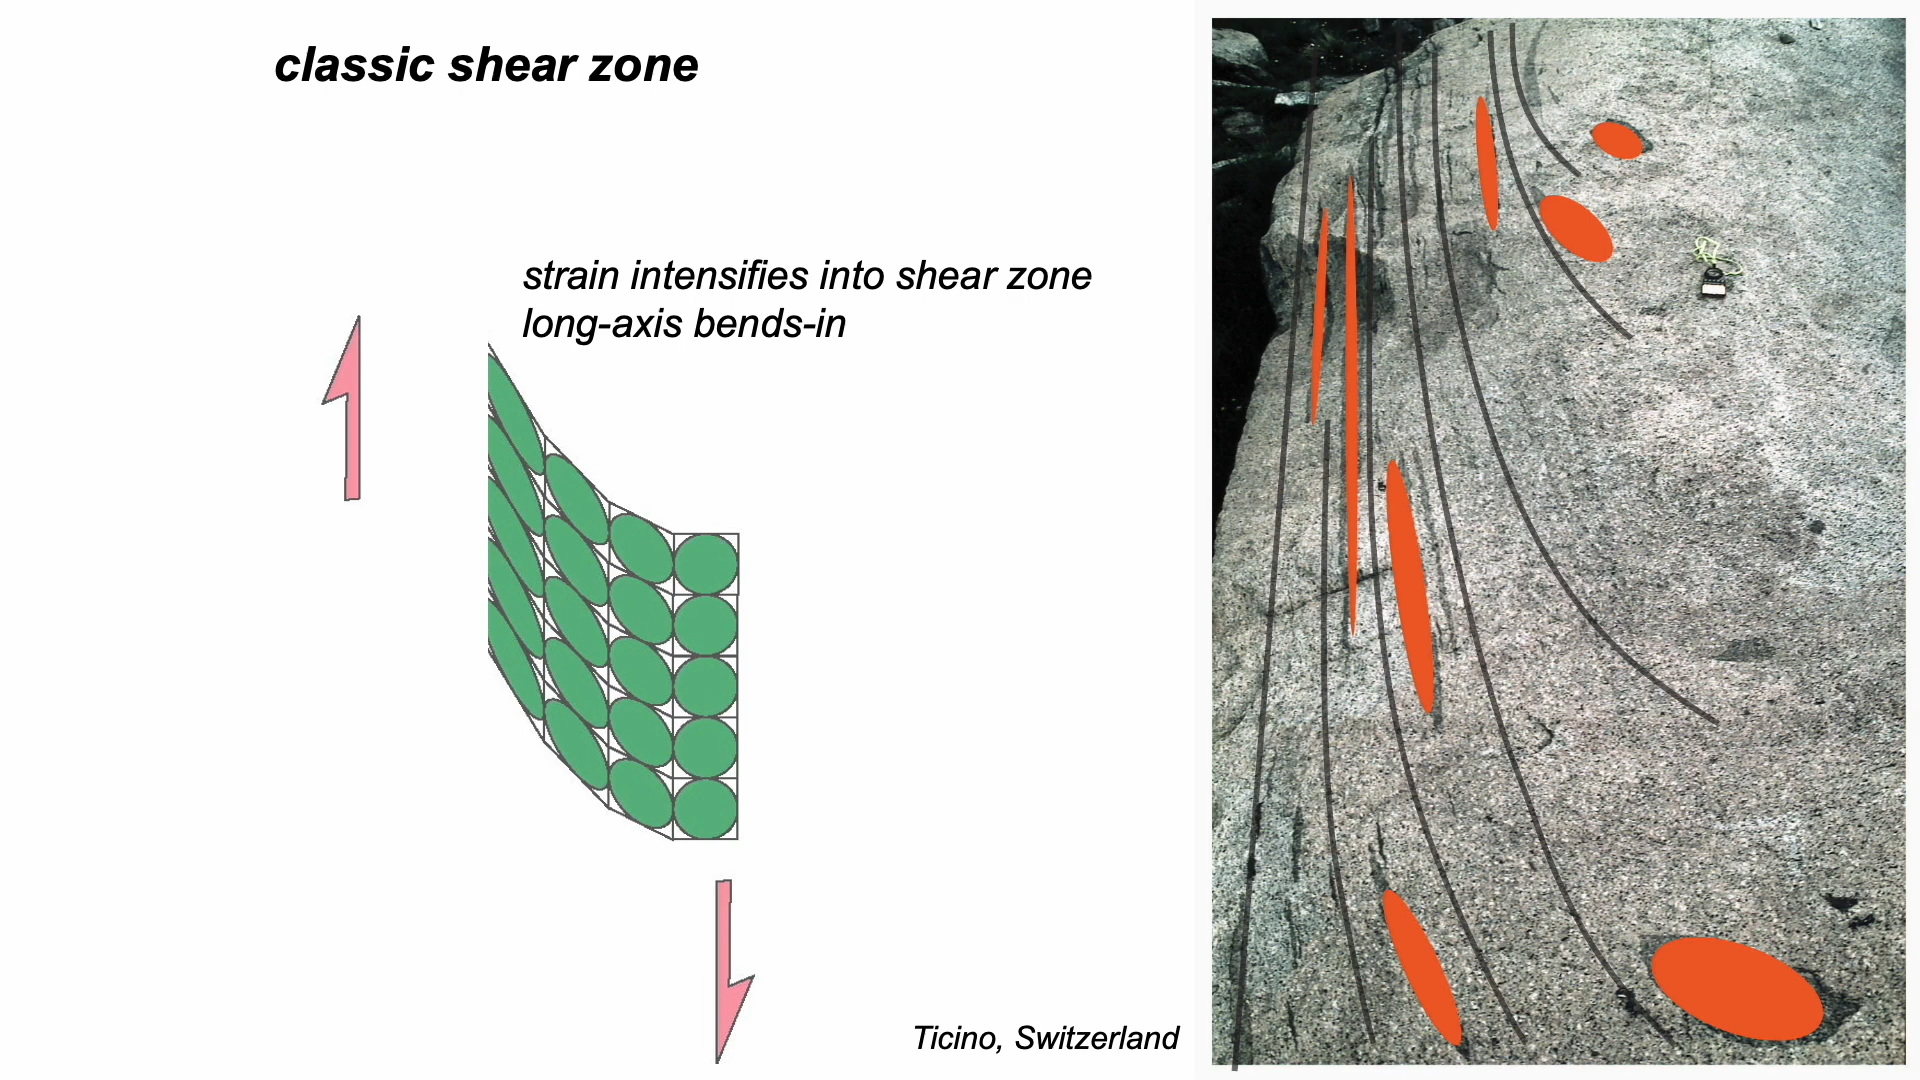 classic shear zone
strain intensifies into shear zone
long-axis bends-in
Ticino, Switzerland